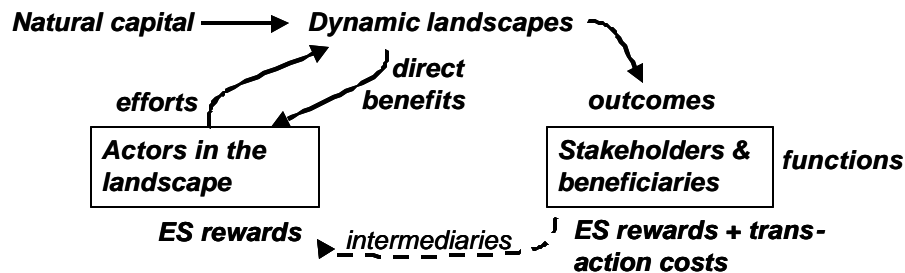 Natural capital
Dynamic landscapes
direct
benefits
efforts
outcomes
Actors in the
landscape
Stakeholders &
beneficiaries
functions
ES rewards
intermediaries
ES rewards + trans-
action costs